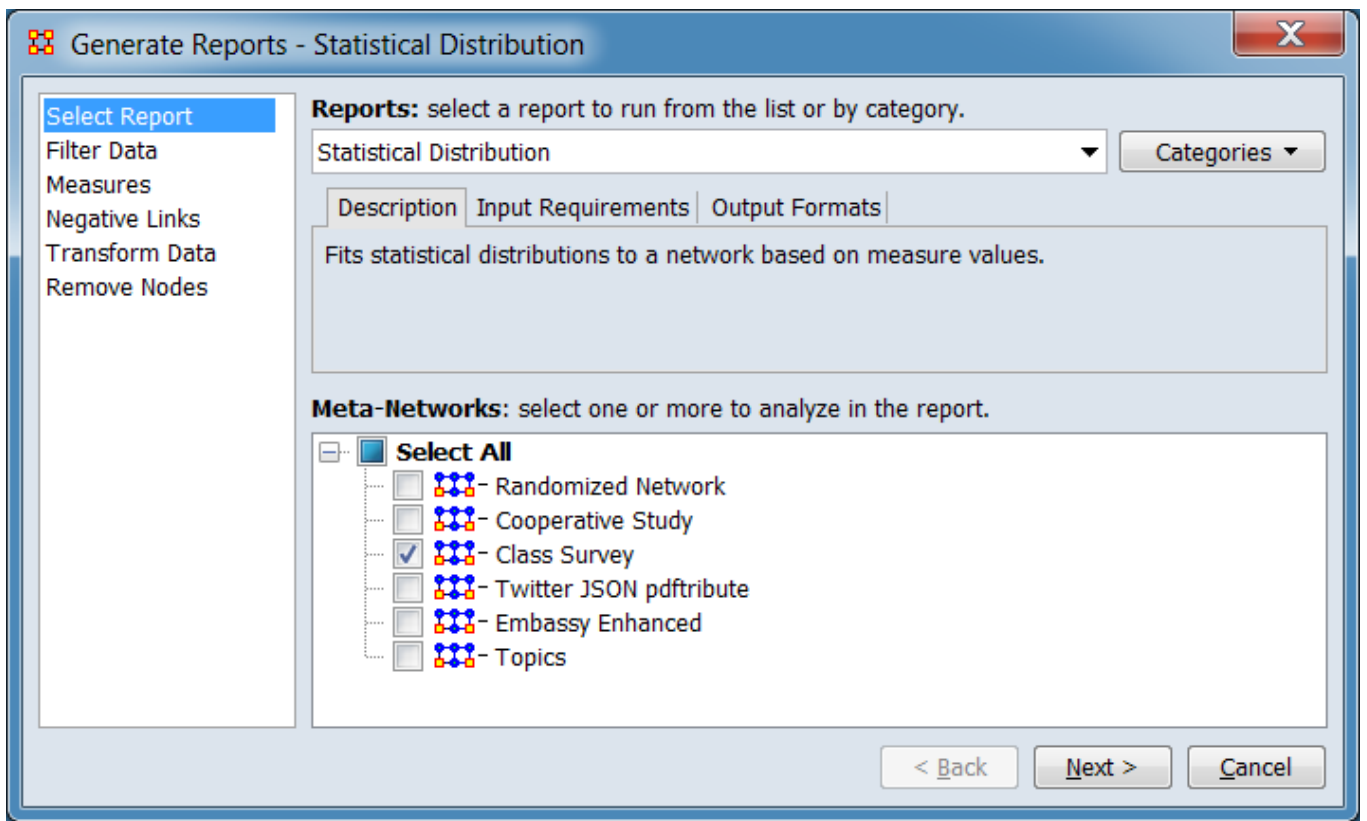 Generate Reports - Statistical Distribution
X
Select Report
Filter Data
Measures
Negative Links
Transform Data
Remove Nodes
Reports: select a report to run from the list or by category.
Statistical Distribution
Categories
Description Input Requirements Output Formats
Fits statistical distributions to a network based on measure values.
Meta-Networks: select one or more to analyze in the report.
Select All
Randomized Network
Cooperative Study
Class Survey
Twitter JSON pdftribute
Embassy Enhanced
Topics
< Back Next > Cancel